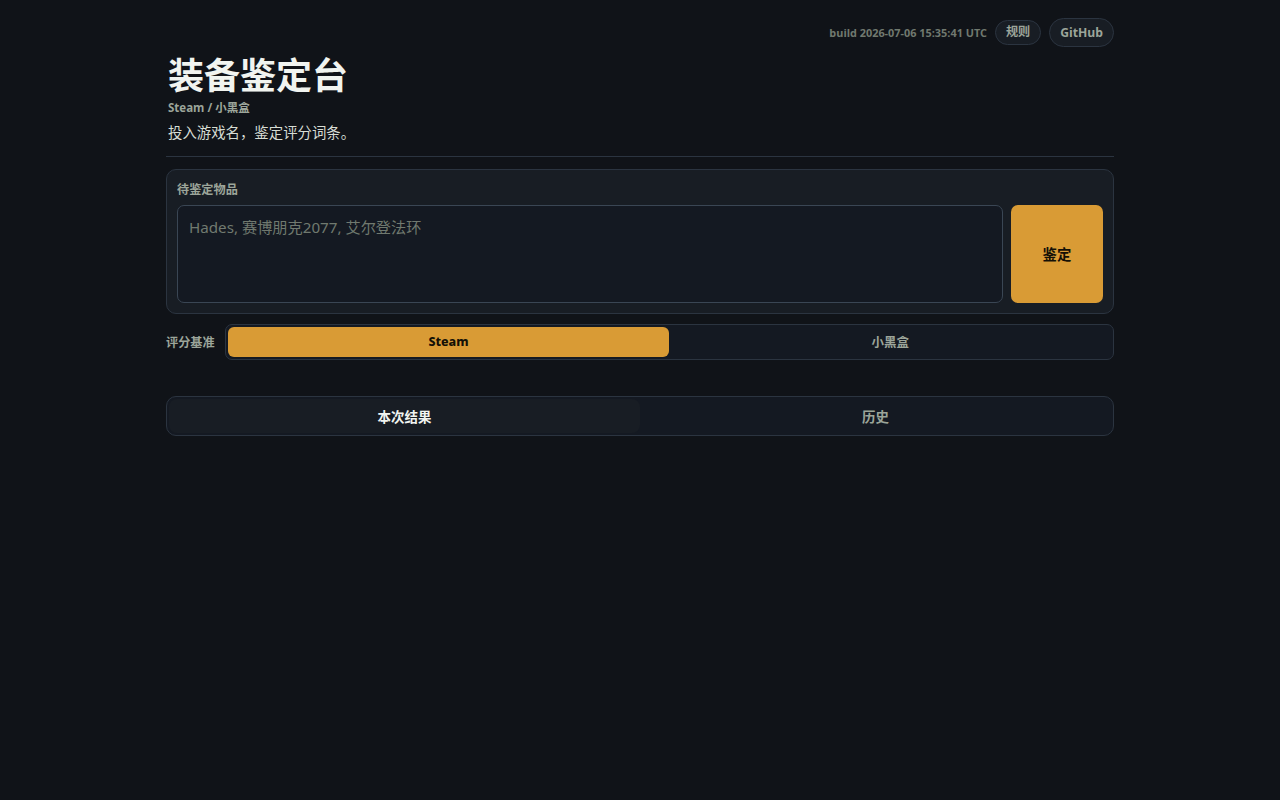 build 2026-07-06 15:35:41 UTC 规则 GitHub
装备鉴定台
Steam / 小黑盒
投入游戏名，鉴定评分词条。
待鉴定物品
Hades, 赛博朋克2077, 艾尔登法环
鉴定
评分基准 Steam 小黑盒
本次结果 历史